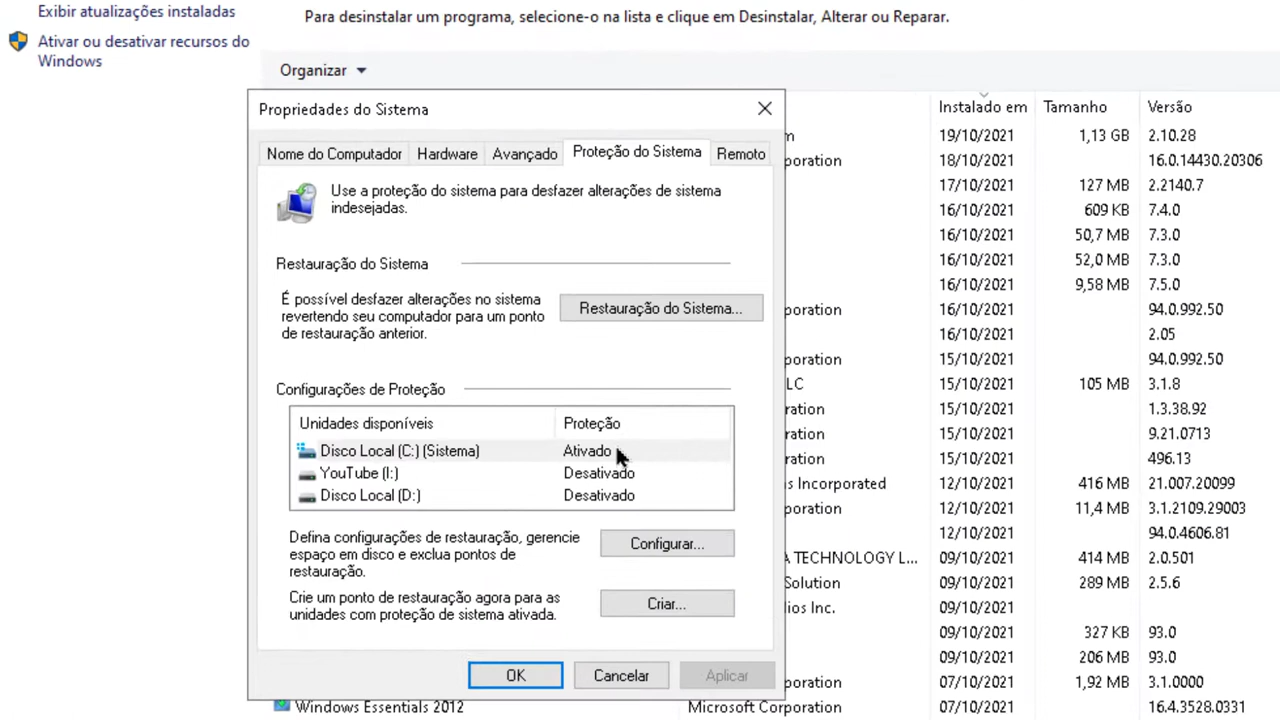 Exibir atualizações instaladas
Ativar ou desativar recursos do
Windows
Para desinstalar um programa, selecione-o na lista e clique em Desinstalar, Alterar ou Reparar.
Organizar
Propriedades do Sistema
Nome do Computador Hardware Avançado Proteção do Sistema Remoto
Use a proteção do sistema para desfazer alterações de sistema
indesejadas.
Restauração do Sistema
É possível desfazer alterações no sistema
revertendo seu computador para um ponto
de restauração anterior.
Restauração do Sistema...
Configurações de Proteção
Unidades disponíveis Proteção
Disco Local (C:) (Sistema) Ativado
YouTube (I:) Desativado
Disco Local (D:) Desativado
Defina configurações de restauração, gerencie
espaço em disco e exclua pontos de
restauração.
Configurar...
Crie um ponto de restauração agora para as
unidades com proteção de sistema ativada.
Criar...
OK Cancelar Aplicar
Instalado em Tamanho Versão
m 19/10/2021 1,13 GB 2.10.28
poration 18/10/2021 16.0.14430.20306
17/10/2021 127 MB 2.2140.7
16/10/2021 609 KB 7.4.0
16/10/2021 50,7 MB 7.3.0
16/10/2021 52,0 MB 7.3.0
16/10/2021 9,58 MB 7.5.0
poration 16/10/2021 94.0.992.50
16/10/2021 2.05
poration 15/10/2021 94.0.992.50
LC 15/10/2021 105 MB 3.1.8
ration 15/10/2021 1.3.38.92
ration 15/10/2021 9.21.0713
ration 15/10/2021 496.13
s Incorporated 12/10/2021 416 MB 21.007.20099
poration 12/10/2021 11,4 MB 3.1.2109.29003
12/10/2021 94.0.4606.81
A TECHNOLOGY L... 09/10/2021 414 MB 2.0.501
Solution 09/10/2021 289 MB 2.5.6
lios Inc. 09/10/2021
09/10/2021 327 KB 93.0
09/10/2021 206 MB 93.0
poration 07/10/2021 1,92 MB 3.1.0000
Windows Essentials 2012 Microsoft Corporation 07/10/2021 16.4.3528.0331